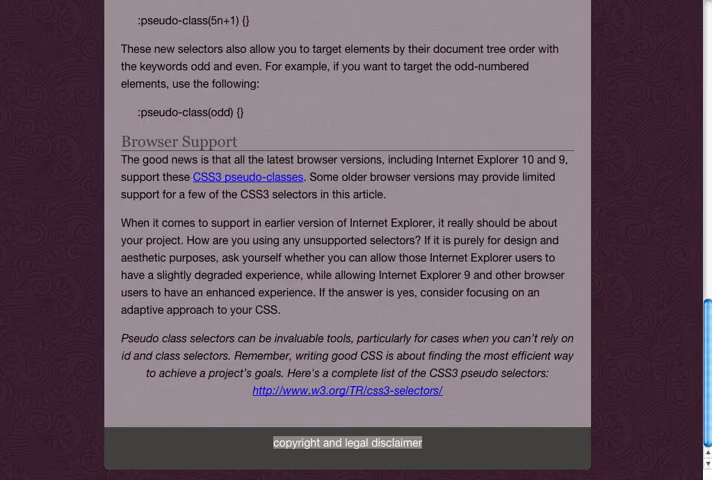 :pseudo-class(5n+1) {}
These new selectors also allow you to target elements by their document tree order with
the keywords odd and even. For example, if you want to target the odd-numbered
elements, use the following:
:pseudo-class(odd) {}
Browser Support
The good news is that all the latest browser versions, including Internet Explorer 10 and 9,
support these CSS3 pseudo-classes. Some older browser versions may provide limited
support for a few of the CSS3 selectors in this article.
When it comes to support in earlier version of Internet Explorer, it really should be about
your project. How are you using any unsupported selectors? If it is purely for design and
aesthetic purposes, ask yourself whether you can allow those Internet Explorer users to
have a slightly degraded experience, while allowing Internet Explorer 9 and other browser
users to have an enhanced experience. If the answer is yes, consider focusing on an
adaptive approach to your CSS.
Pseudo class selectors can be invaluable tools, particularly for cases when you can't rely on
id and class selectors. Remember, writing good CSS is about finding the most efficient way
to achieve a project's goals. Here's a complete list of the CSS3 pseudo selectors:
http://www.w3.org/TR/css3-selectors/
copyright and legal disclaimer